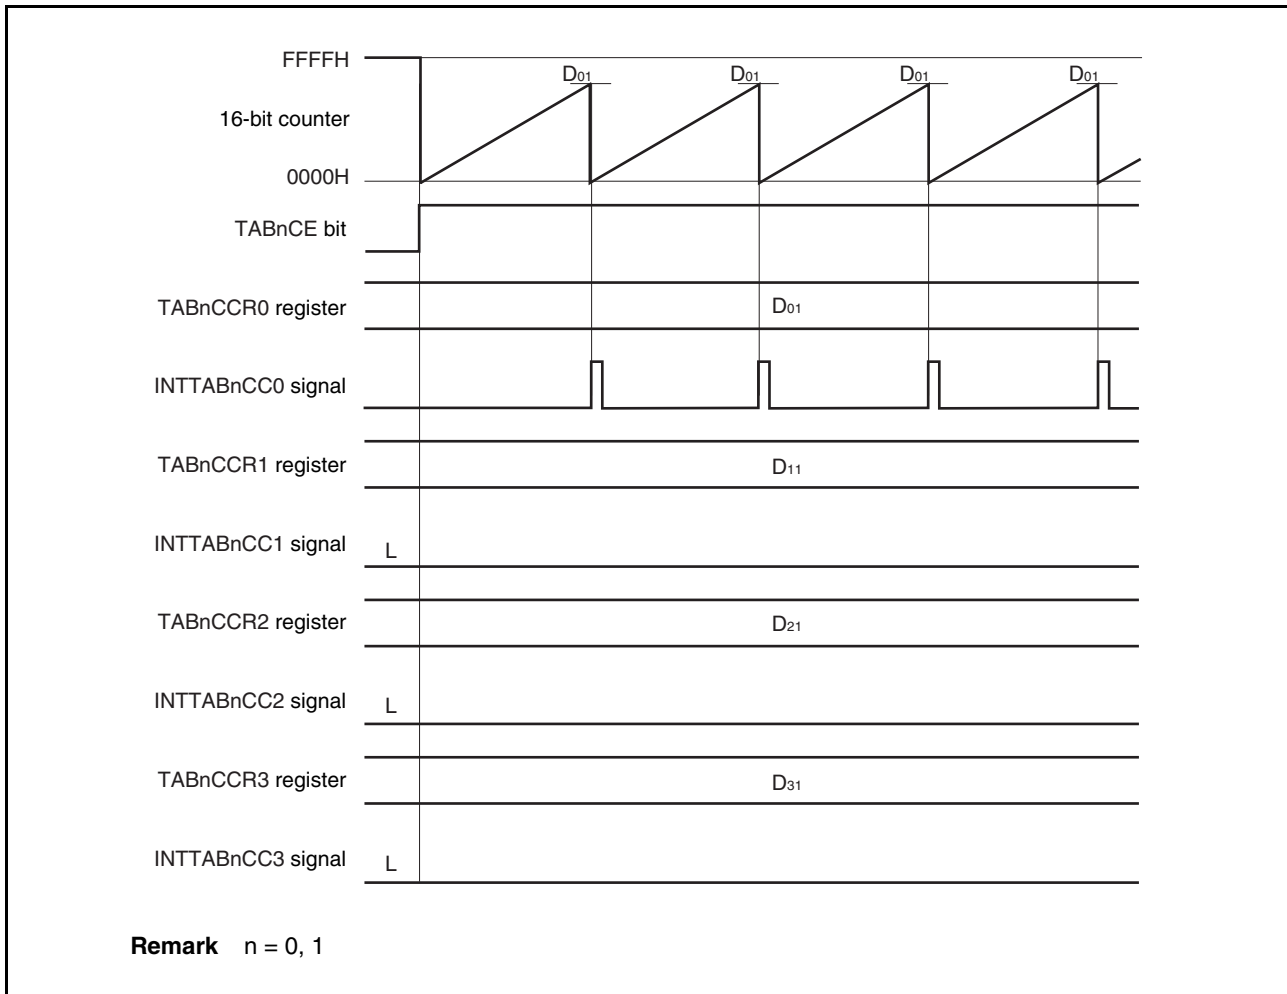 FFFFH
D01 D01 D01 D01
16-bit counter
0000H
TABnCE bit
TABnCCR0 register D01
INTTABnCC0 signal
TABnCCR1 register D11
INTTABnCC1 signal L
TABnCCR2 register D21
INTTABnCC2 signal L
TABnCCR3 register D31
INTTABnCC3 signal L
Remark n = 0, 1